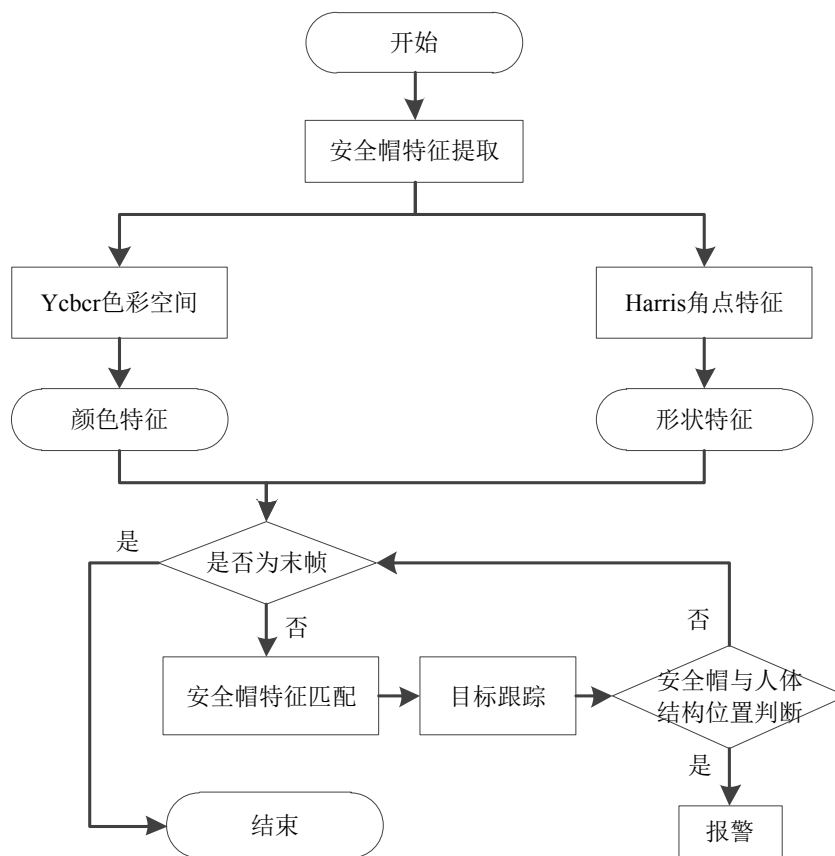 开始
安全帽特征提取
Ycbcr色彩空间
Harris角点特征
颜色特征
形状特征
是
是否为末帧
否
否
安全帽特征匹配
目标跟踪
安全帽与人体
结构位置判断
是
结束
报警